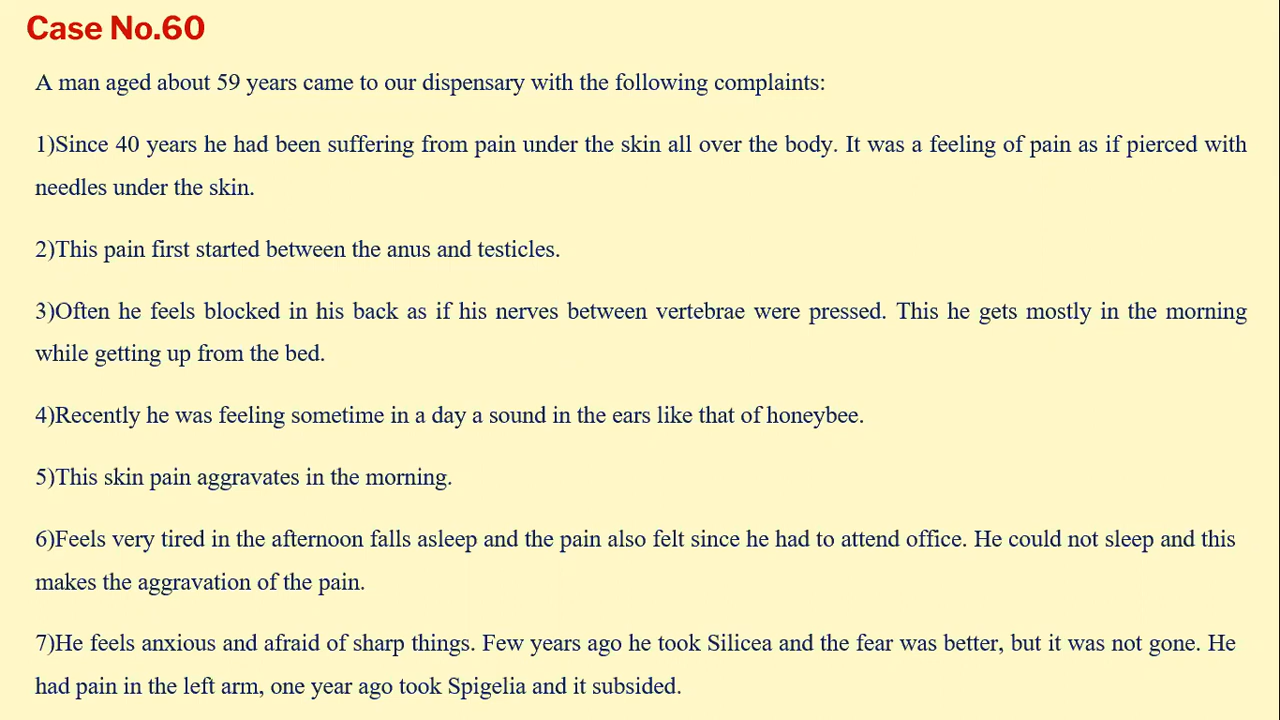 Case No.60
A man aged about 59 years came to our dispensary with the following complaints:
1)Since 40 years he had been suffering from pain under the skin all over the body. It was a feeling of pain as if pierced with
needles under the skin.
2)This pain first started between the anus and testicles.
3)Often he feels blocked in his back as if his nerves between vertebrae were pressed. This he gets mostly in the morning
while getting up from the bed.
4)Recently he was feeling sometime in a day a sound in the ears like that of honeybee.
5)This skin pain aggravates in the morning.
6)Feels very tired in the afternoon falls asleep and the pain also felt since he had to attend office. He could not sleep and this
makes the aggravation of the pain.
7)He feels anxious and afraid of sharp things. Few years ago he took Silicea and the fear was better, but it was not gone. He
had pain in the left arm, one year ago took Spigelia and it subsided.